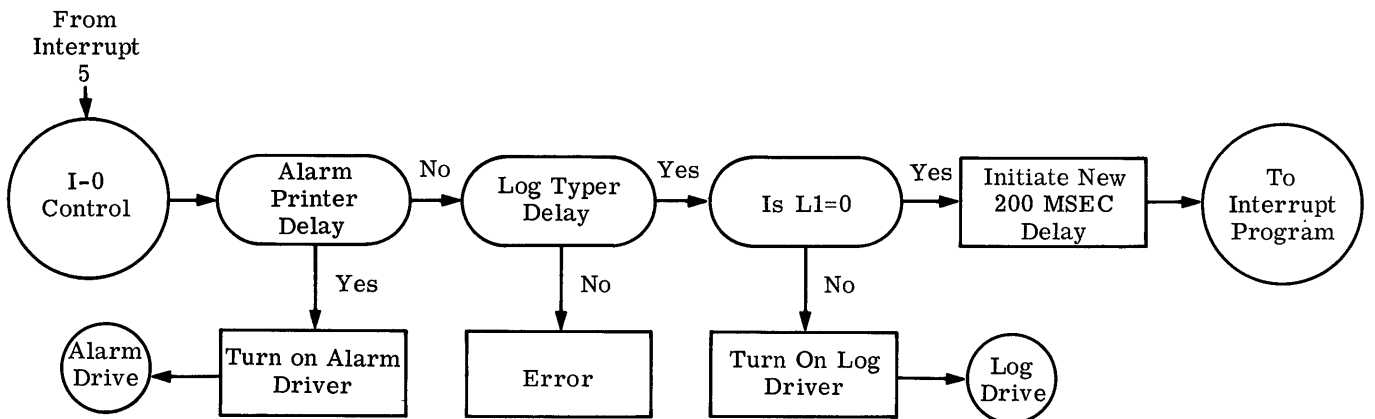 From
Interrupt
5
I-0
Control
Alarm
Printer
Delay
No
Log Typer
Delay
Yes
Is L1=0
Yes
Initiate New
200 MSEC
Delay
To
Interrupt
Program
Yes
No
No
Alarm
Drive
Turn on Alarm
Driver
Error
Turn On Log
Driver
Log
Drive